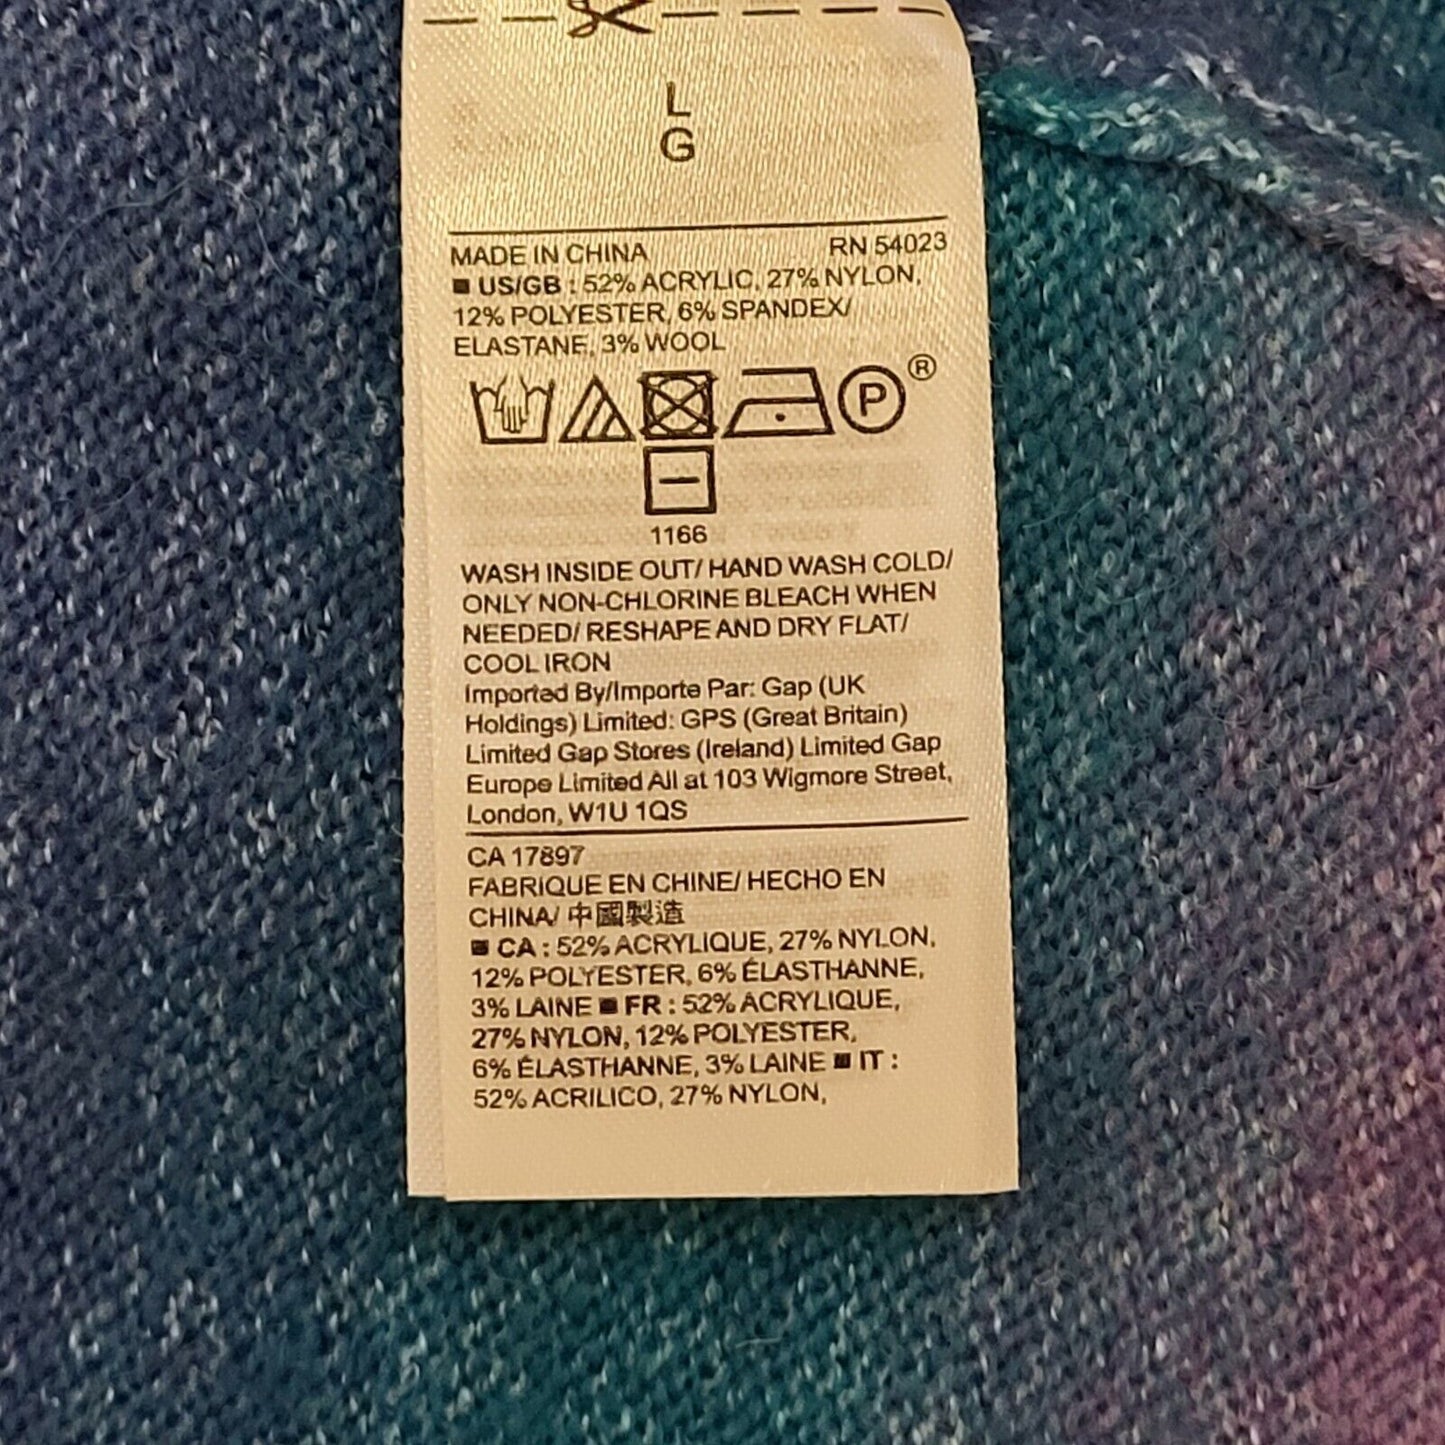 L
G
MADE IN CHINA RN 54023
■ US/GB : 52% ACRYLIC, 27% NYLON,
12% POLYESTER, 6% SPANDEX/
ELASTANE, 3% WOOL
P ®
1166
WASH INSIDE OUT/ HAND WASH COLD/
ONLY NON-CHLORINE BLEACH WHEN
NEEDED/ RESHAPE AND DRY FLAT/
COOL IRON
Imported By/Importe Par: Gap (UK
Holdings) Limited: GPS (Great Britain)
Limited Gap Stores (Ireland) Limited Gap
Europe Limited All at 103 Wigmore Street,
London, W1U 1QS
CA 17897
FABRIQUE EN CHINE/ HECHO EN
CHINA/ 中國製造
■ CA : 52% ACRYLIQUE, 27% NYLON,
12% POLYESTER, 6% ÉLASTHANNE,
3% LAINE ■ FR : 52% ACRYLIQUE,
27% NYLON, 12% POLYESTER,
6% ÉLASTHANNE, 3% LAINE ■ IT :
52% ACRILICO, 27% NYLON,